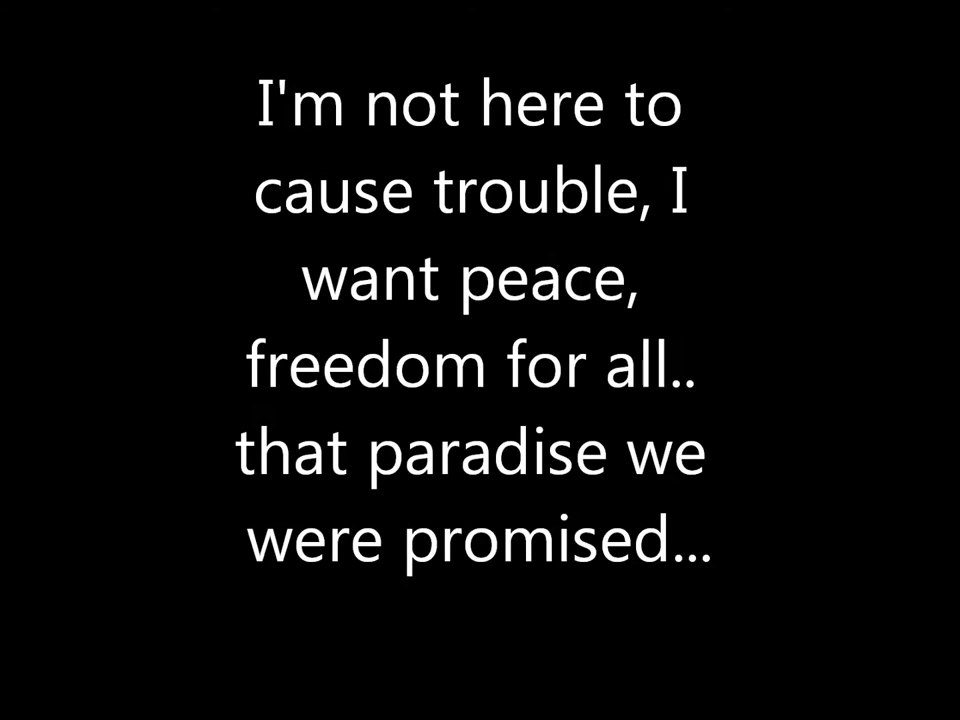 I'm not here to
cause trouble, I
want peace,
freedom for all..
that paradise we
were promised...